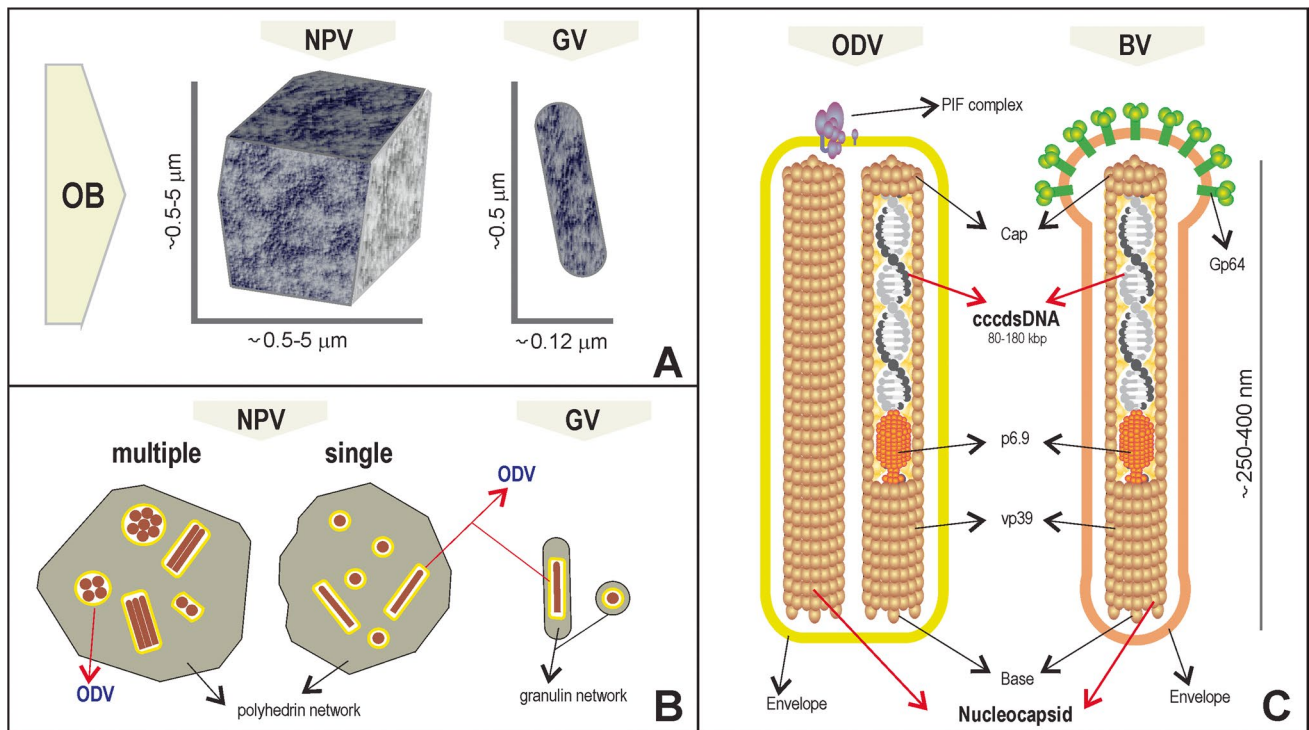 NPV
GV
OB
~0.5-5 μm
~0.5-5 μm
~0.5 μm
~0.12 μm
A
NPV
GV
multiple
single
ODV
ODV
polyhedrin network
granulin network
B
ODV
BV
PIF complex
Cap
Gp64
cccdsDNA
80-180 kbp
p6.9
vp39
~250-400 nm
Base
Envelope
Envelope
Nucleocapsid
C